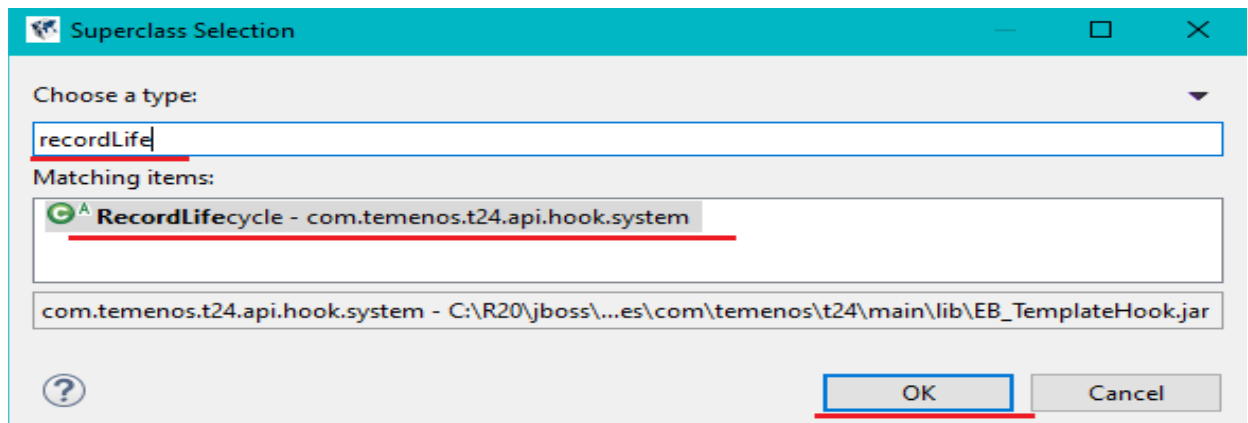 Superclass Selection
Choose a type:
recordLife
Matching items:
RecordLifecycle - com.temenos.t24.api.hook.system
com.temenos.t24.api.hook.system - C:\R20\jboss\...es\com\temenos\t24\main\lib\EB_TemplateHook.jar
OK Cancel